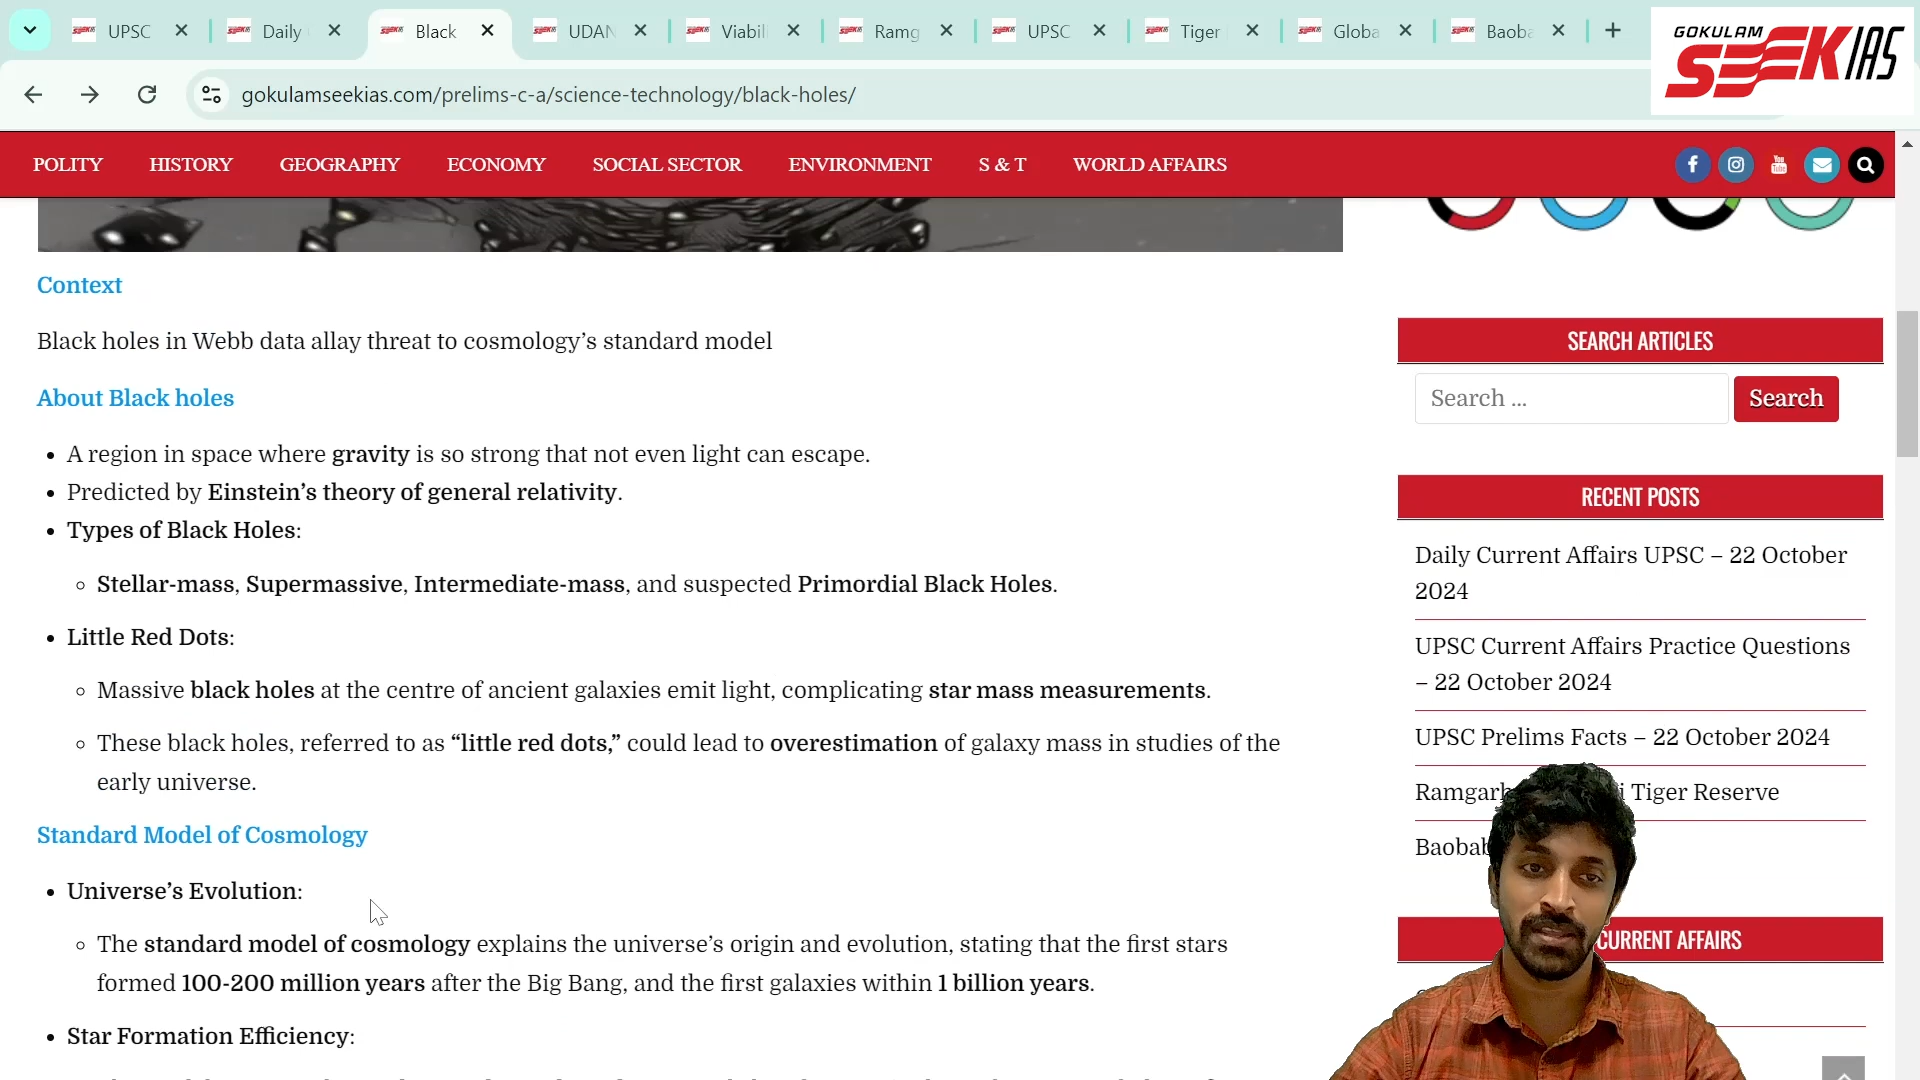 UPSC
Daily
Black
UDAN
Viabil
Ramg
UPSC
Tiger
Globa
Baoba
GOKULAM
SEEKIAS
gokulamseekias.com/prelims-c-a/science-technology/black-holes/
POLITY
HISTORY
GEOGRAPHY
ECONOMY
SOCIAL SECTOR
ENVIRONMENT
S & T
WORLD AFFAIRS
Context
Black holes in Webb data allay threat to cosmology’s standard model
About Black holes
• A region in space where gravity is so strong that not even light can escape.
• Predicted by Einstein’s theory of general relativity.
• Types of Black Holes:
◦ Stellar-mass, Supermassive, Intermediate-mass, and suspected Primordial Black Holes.
• Little Red Dots:
◦ Massive black holes at the centre of ancient galaxies emit light, complicating star mass measurements.
◦ These black holes, referred to as “little red dots,” could lead to overestimation of galaxy mass in studies of the
early universe.
Standard Model of Cosmology
• Universe’s Evolution:
◦ The standard model of cosmology explains the universe’s origin and evolution, stating that the first stars
formed 100-200 million years after the Big Bang, and the first galaxies within 1 billion years.
• Star Formation Efficiency:
SEARCH ARTICLES
Search ...
Search
RECENT POSTS
Daily Current Affairs UPSC – 22 October
2024
UPSC Current Affairs Practice Questions
– 22 October 2024
UPSC Prelims Facts – 22 October 2024
Ramgarh Tiger Reserve
Baobab
CURRENT AFFAIRS